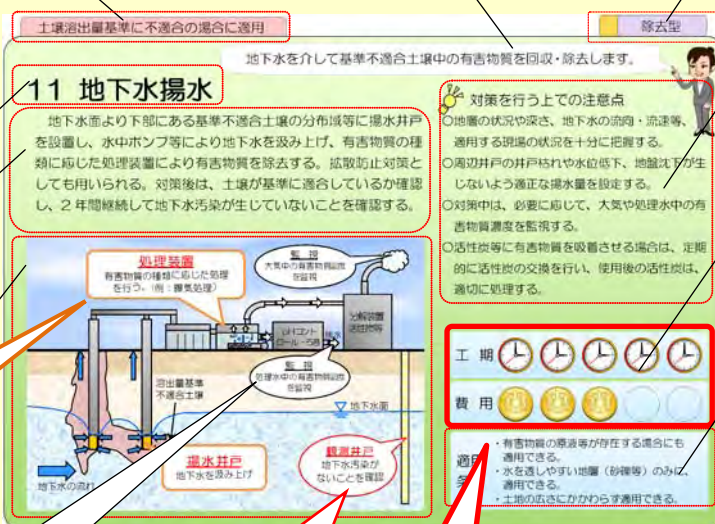 土壌溶出量基準に不適合の場合に適用
除去型
地下水を介して基準不適合土壌中の有害物質を回収・除去します。
11 地下水揚水
地下水面より下部にある基準不適合土壌の分布域等に揚水井戸
を設置し、水中ポンプ等により地下水を汲み上げ、有害物質の種
類に応じた処理装置により有害物質を除去する。拡散防止対策と
しても用いられる。対策後は、土壌が基準に適合しているか確認
し、2年間継続して地下水汚染が生じていないことを確認する。
対策を行う上での注意点
○地層の状況や深さ、地下水の流向・流速等、
適用する現場の状況を十分に把握する。
○周辺井戸の井戸枯れや水位低下、地盤沈下が生
じないよう適正な揚水量を設定する。
○対策中は、必要に応じて、大気や処理水中の有
害物質濃度を監視する。
○活性炭等に有害物質を吸着させる場合は、定期
的に活性炭の交換を行い、使用後の活性炭は、
適切に処理する。
処理装置
有害物質の種類に応じた処理
を行う。(例:曝気処理)
監視
大気中の有害物質濃度
を監視
分解装置
活性炭等
pHコント
ロール・ろ過
排水
監視
処理水中の有害物質濃度
を監視
溶出量基準
不適合土壌
地下水面
揚水井戸
地下水を汲み上げ
観測井戸
地下水汚染が
ないことを確認
地下水の流れ
工期
費用
適用
・有害物質の原液等が存在する場合にも
適用できる。
・水を透しやすい地層(砂礫等)のみに、
適用できる。
・土地の広さにかかわらず適用できる。